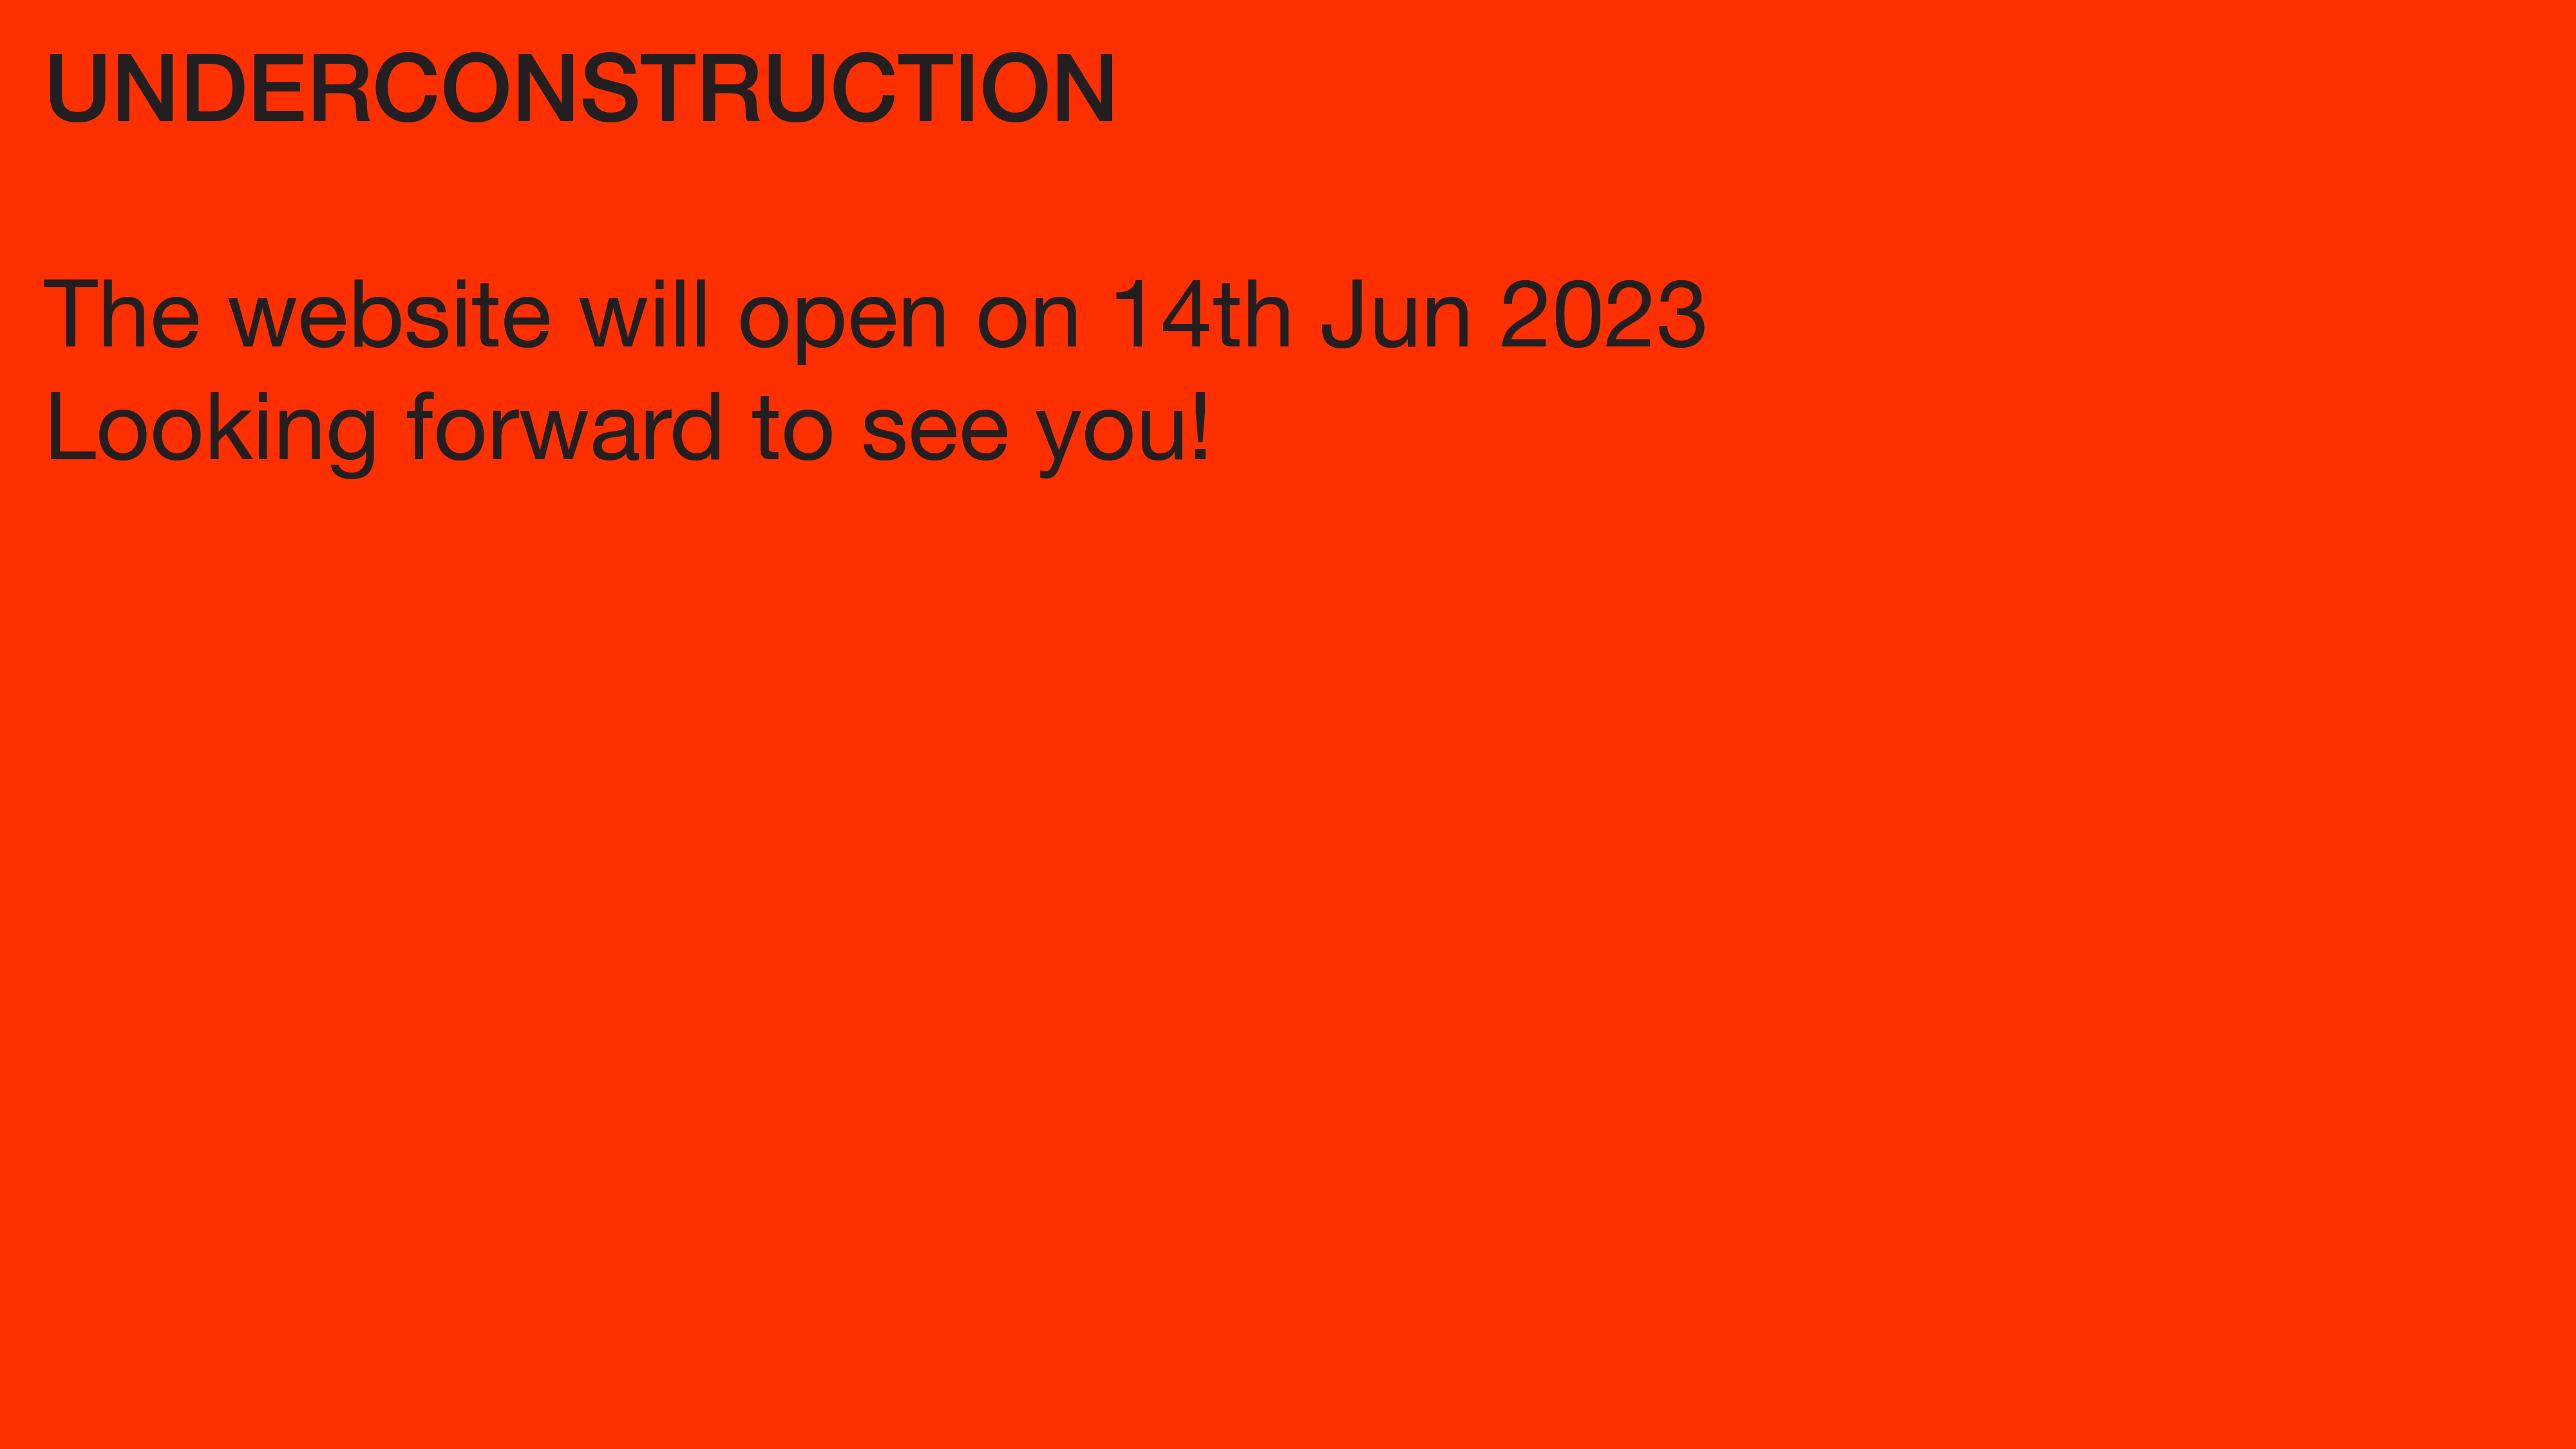 UNDERCONSTRUCTION
The website will open on 14th Jun 2023
Looking forward to see you!